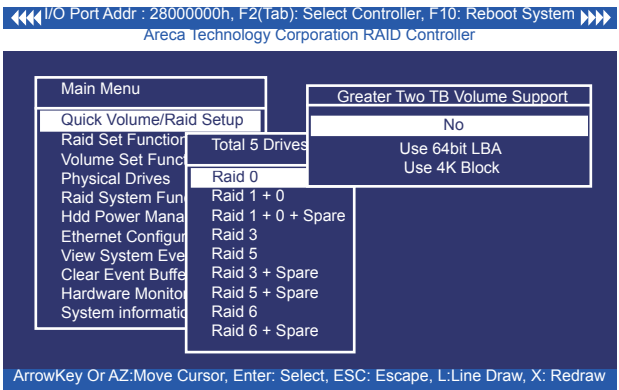 I/O Port Addr : 28000000h, F2(Tab): Select Controller, F10: Reboot System
Areca Technology Corporation RAID Controller
Main Menu
Quick Volume/Raid Setup
Raid Set Function
Volume Set Funct
Physical Drives
Raid System Fun
Hdd Power Mana
Ethernet Configur
View System Eve
Clear Event Buffe
Hardware Monitor
System informatio
Total 5 Drives
Raid 0
Raid 1 + 0
Raid 1 + 0 + Spare
Raid 3
Raid 5
Raid 3 + Spare
Raid 5 + Spare
Raid 6
Raid 6 + Spare
Greater Two TB Volume Support
No
Use 64bit LBA
Use 4K Block
ArrowKey Or AZ:Move Cursor, Enter: Select, ESC: Escape, L:Line Draw, X: Redraw